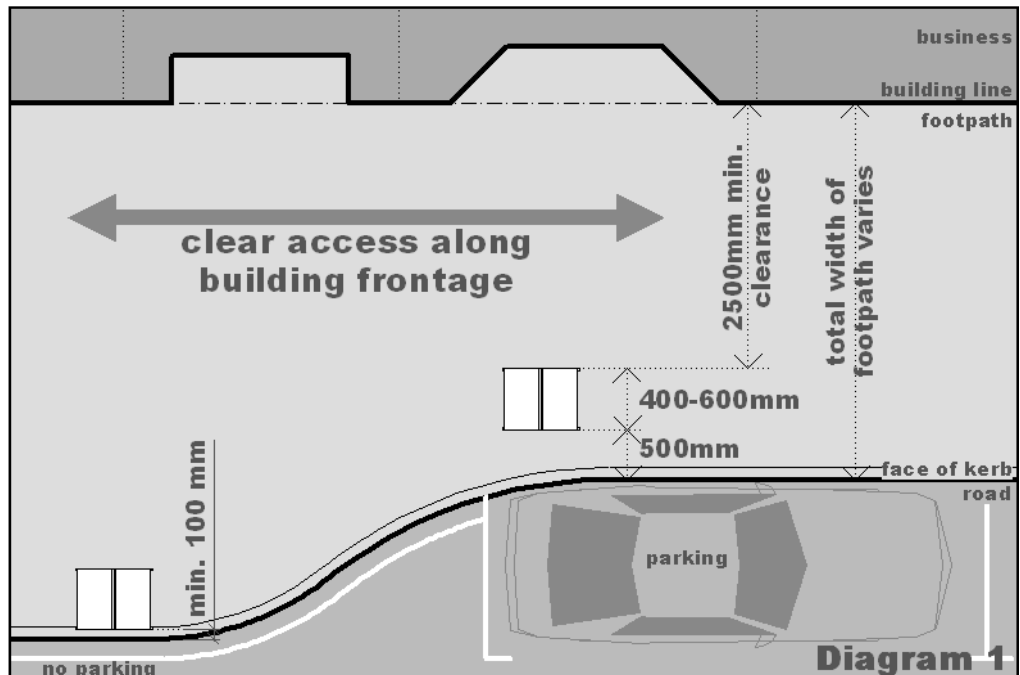 business
building line
footpath
clear access along
building frontage
2500mm min.
clearance
total width of
footpath varies
400-600mm
500mm
face of kerb
road
min. 100 mm
parking
no parking
Diagram 1